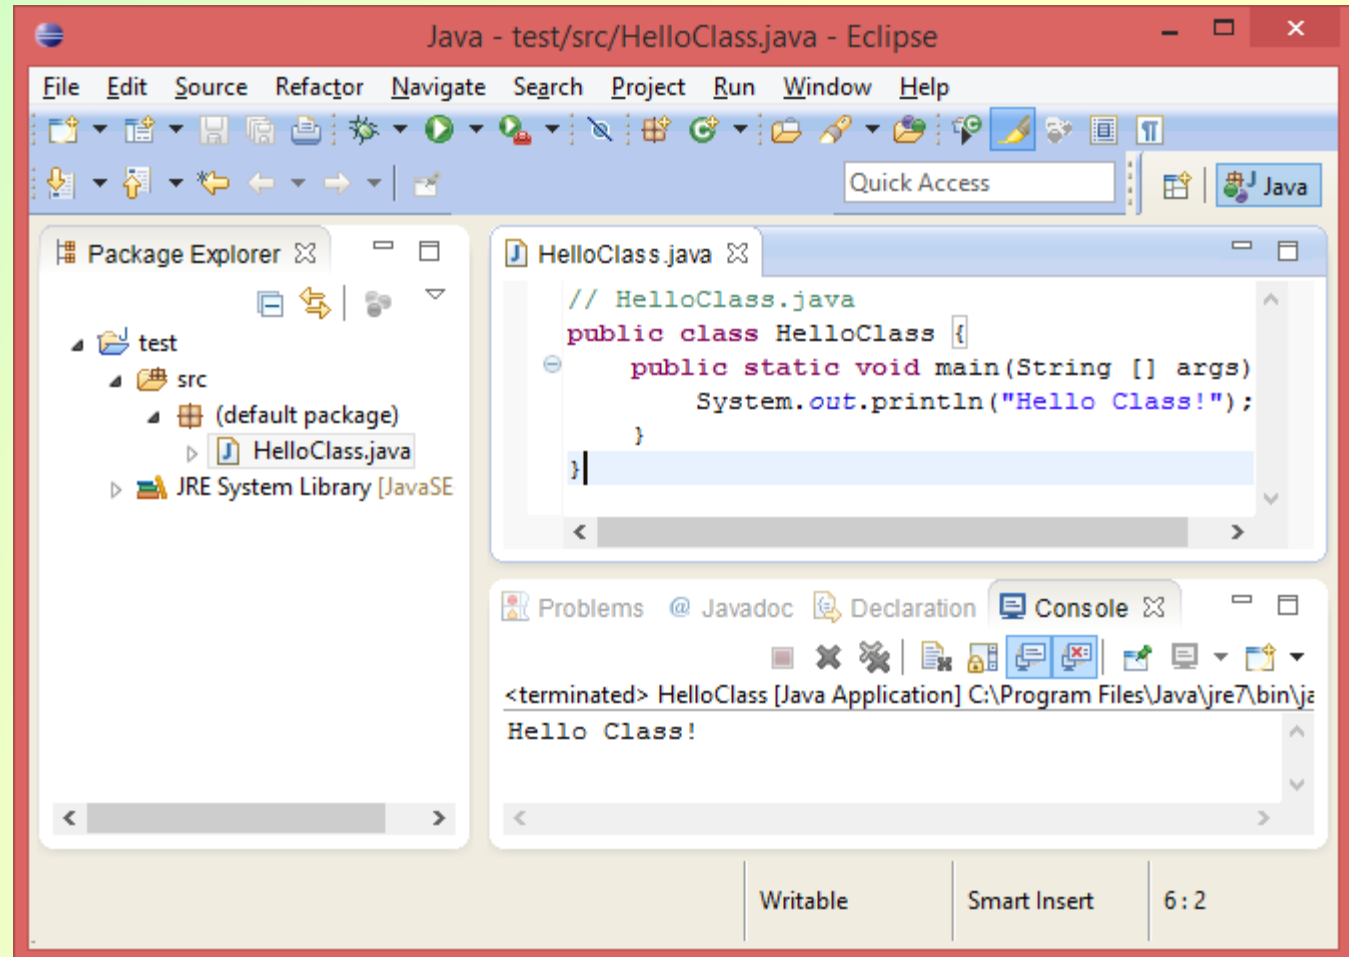 Java - test/src/HelloClass.java - Eclipse
File Edit Source Refactor Navigate Search Project Run Window Help
Quick Access
Java
Package Explorer
test
src
(default package)
HelloClass.java
JRE System Library [JavaSE
HelloClass.java
// HelloClass.java
public class HelloClass {
public static void main(String [] args)
System.out.println("Hello Class!");
}
}
Problems @ Javadoc Declaration Console
<terminated> HelloClass [Java Application] C:\Program Files\Java\jre7\bin\ja
Hello Class!
Writable Smart Insert 6 : 2